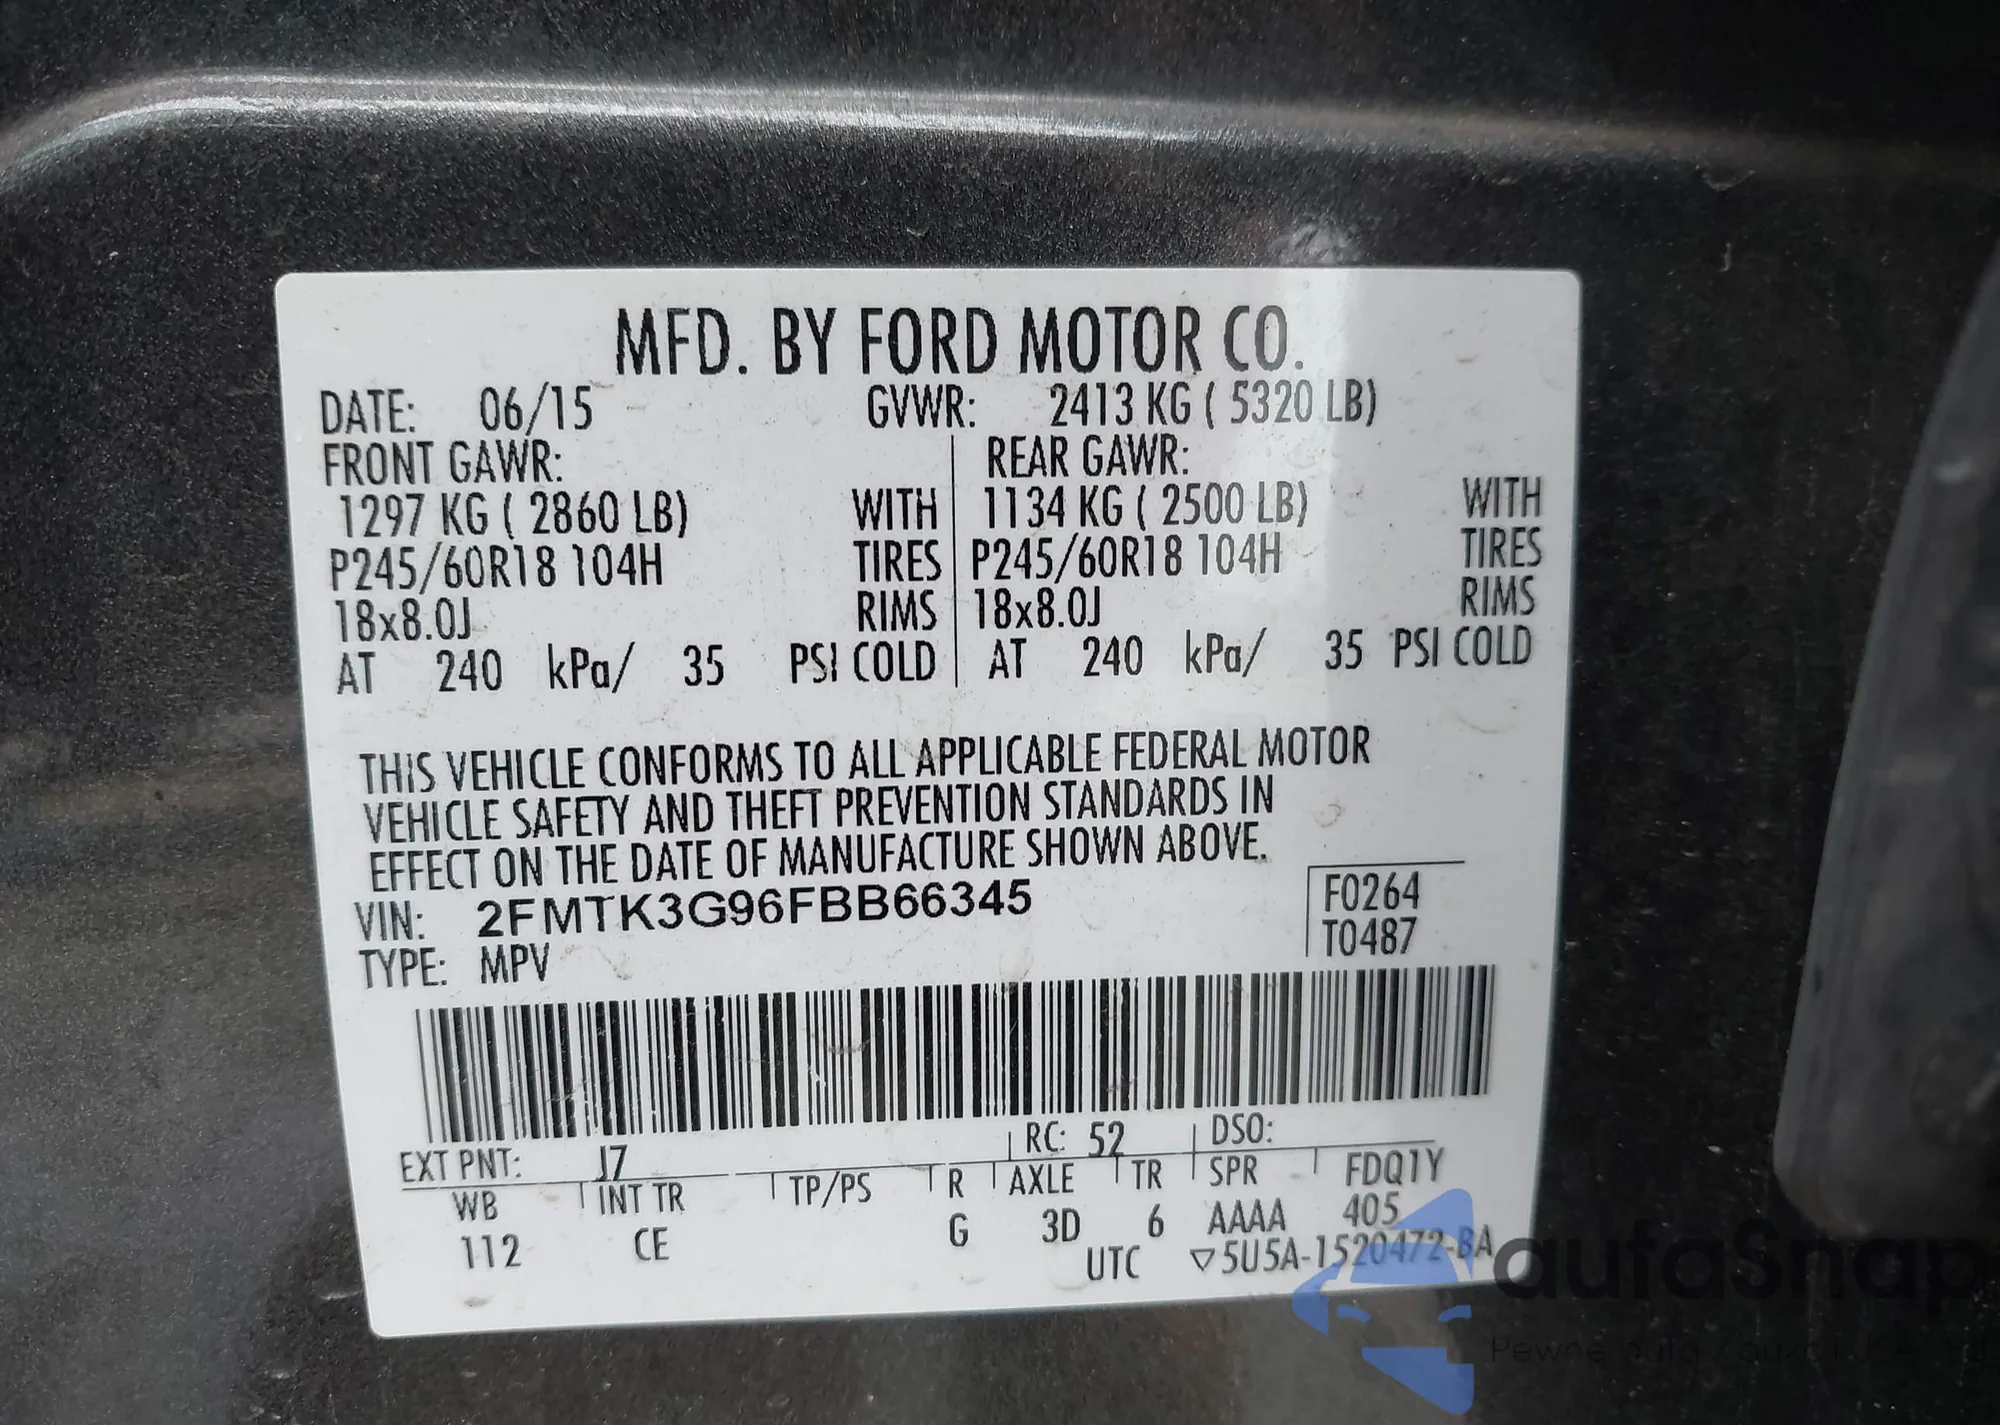 MFD. BY FORD MOTOR CO.
DATE: 06/15 GVWR: 2413 KG ( 5320 LB)
FRONT GAWR: REAR GAWR:
1297 KG ( 2860 LB) WITH 1134 KG ( 2500 LB) WITH
P245/60R18 104H TIRES P245/60R18 104H TIRES
18x8.0J RIMS 18x8.0J RIMS
AT 240 kPa/ 35 PSI COLD AT 240 kPa/ 35 PSI COLD
THIS VEHICLE CONFORMS TO ALL APPLICABLE FEDERAL MOTOR
VEHICLE SAFETY AND THEFT PREVENTION STANDARDS IN
EFFECT ON THE DATE OF MANUFACTURE SHOWN ABOVE.
VIN: 2FMTK3G96FBB66345 F0264
TYPE: MPV T0487
EXT PNT: J7 RC: 52 DSO:
WB INT TR TP/PS R AXLE TR SPR FDQ1Y
112 CE G 3D 6 AAAA 405
UTC ▽5U5A-1520472-BA
autaSnap
Pewne auta z